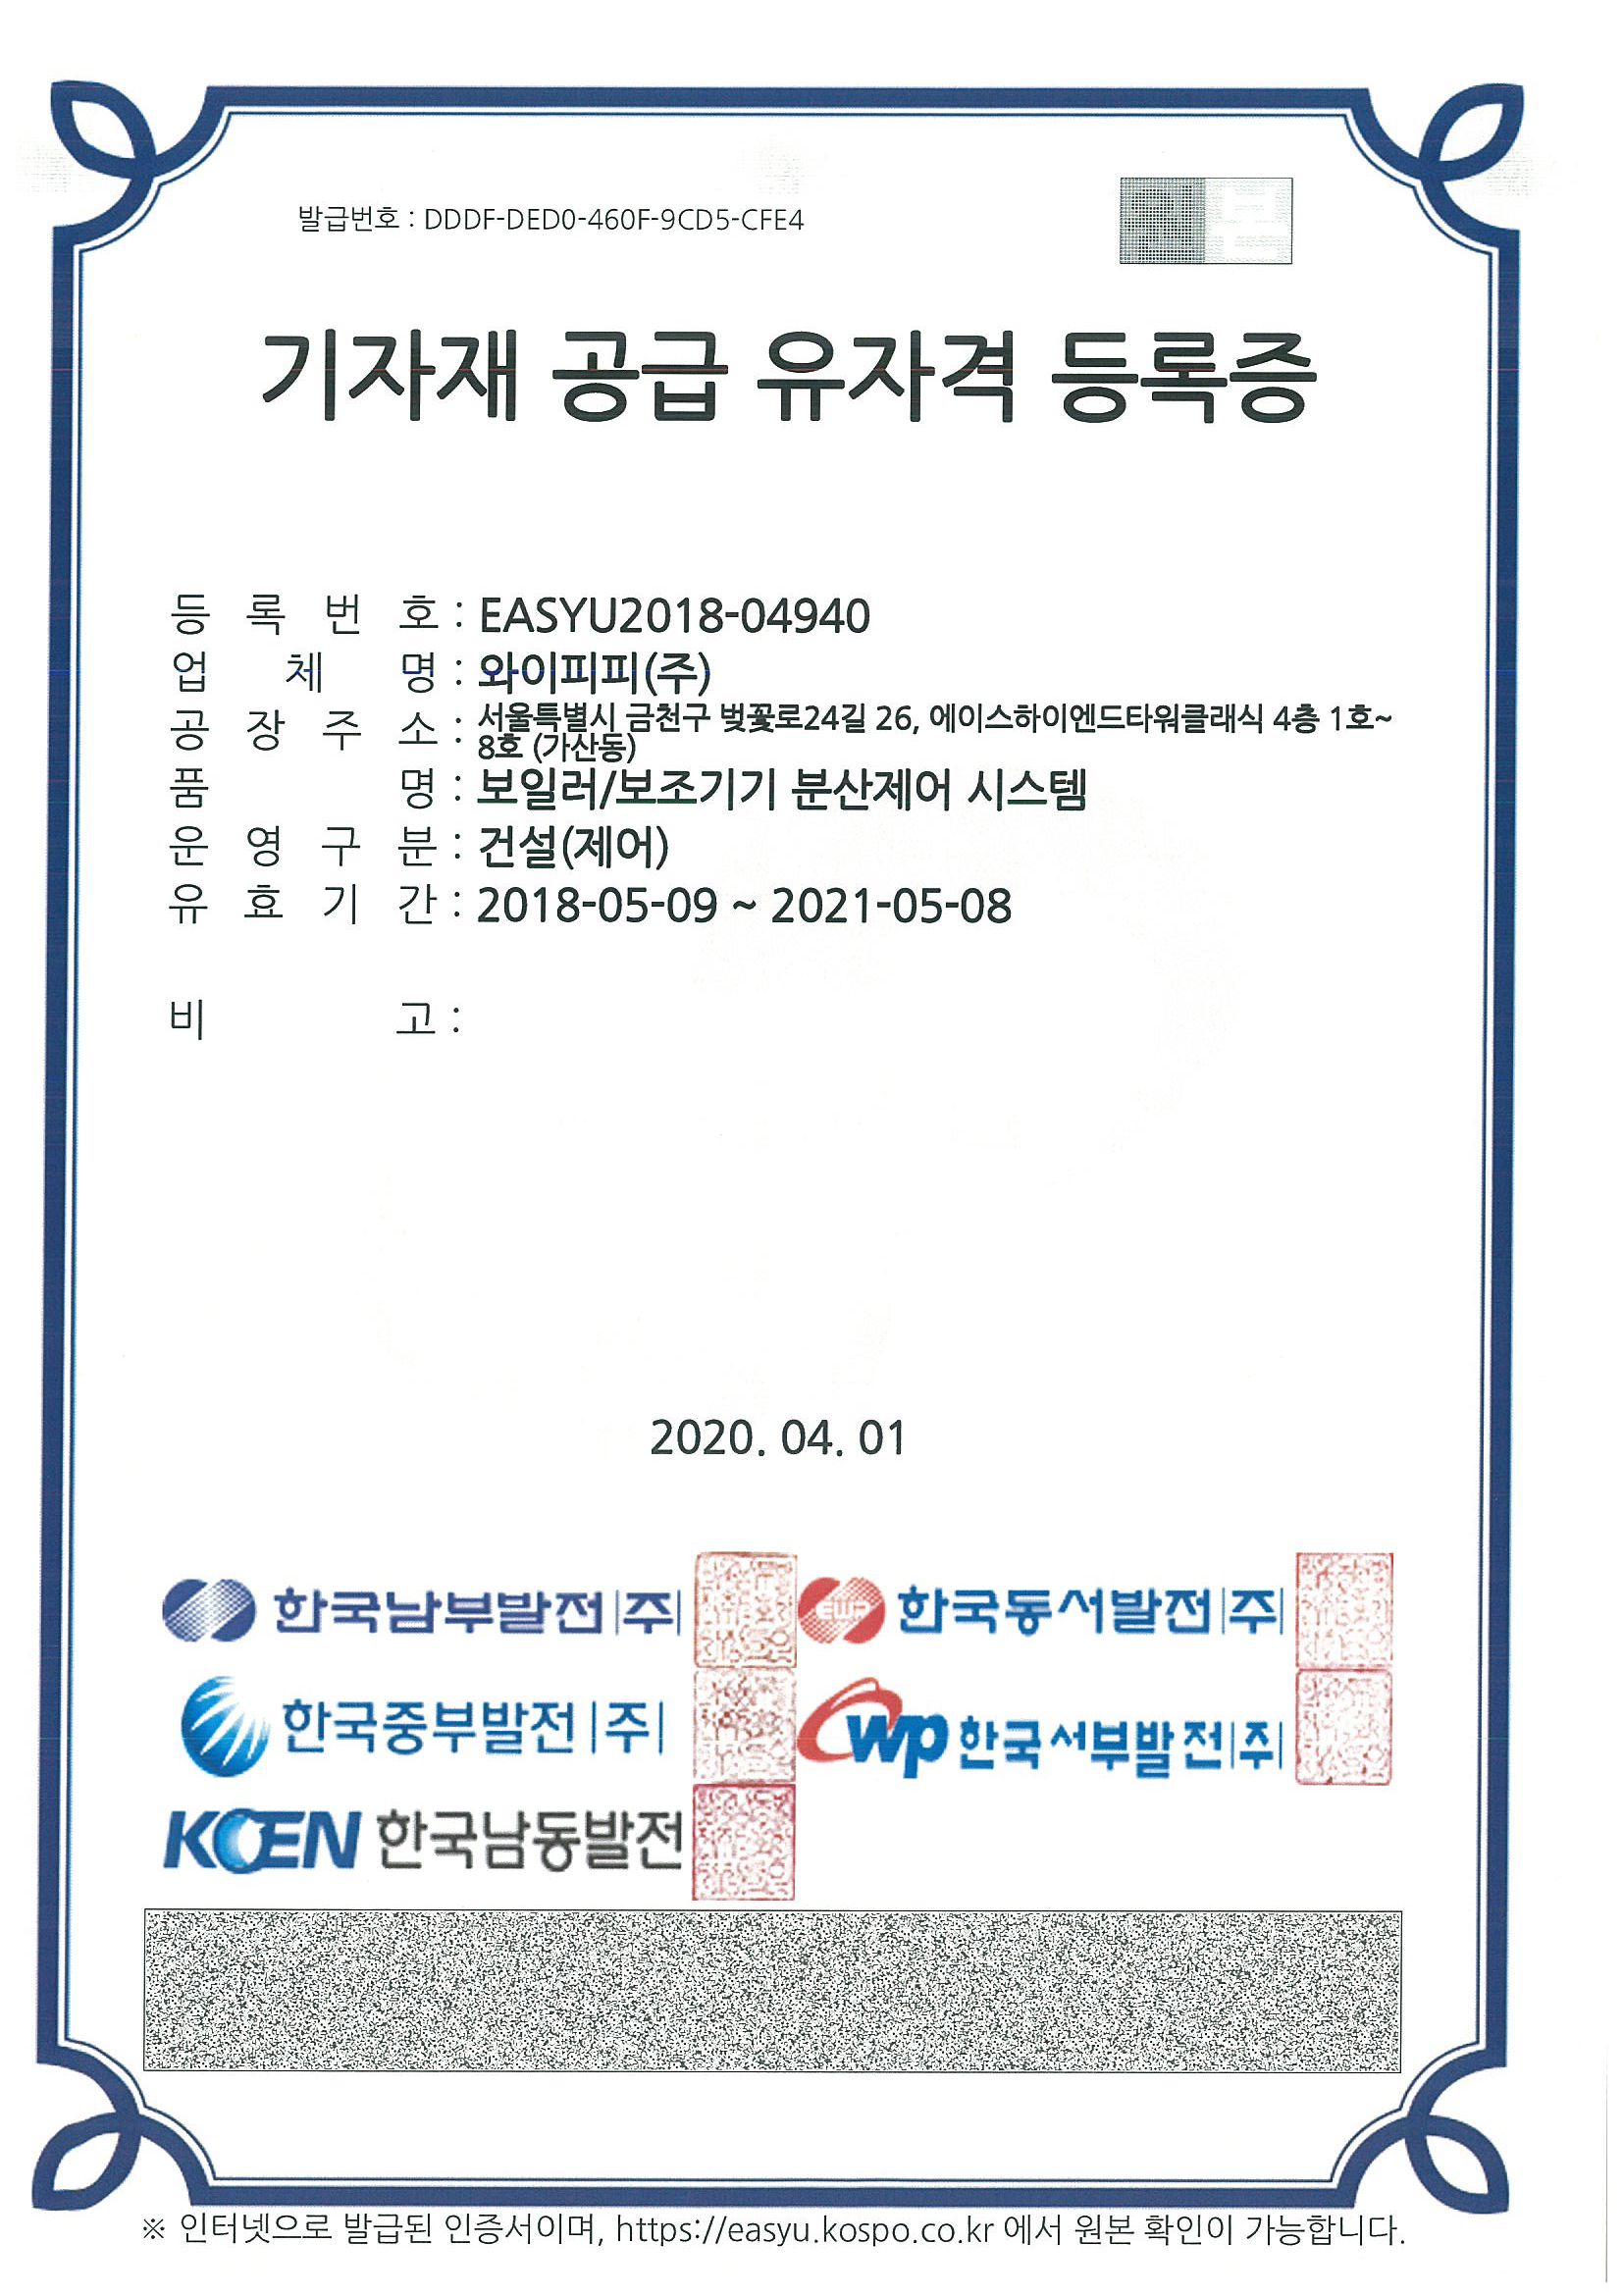 발급번호 : DDDF-DED0-460F-9CD5-CFE4
원본
기자재 공급 유자격 등록증
등 록 번 호 : EASYU2018-04940
업 체 명 : 와이피피(주)
공 장 주 소 : 서울특별시 금천구 벚꽃로24길 26, 에이스하이엔드타워클래식 4층 1호~
8호 (가산동)
품 명 : 보일러/보조기기 분산제어 시스템
운 영 구 분 : 건설(제어)
유 효 기 간 : 2018-05-09 ~ 2021-05-08
비 고 :
2020. 04. 01
한국남부발전|주| EWP 한국동서발전|주|
한국중부발전|주| wp 한국서부발전|주|
KOEN 한국남동발전
※ 인터넷으로 발급된 인증서이며, https://easyu.kospo.co.kr 에서 원본 확인이 가능합니다.